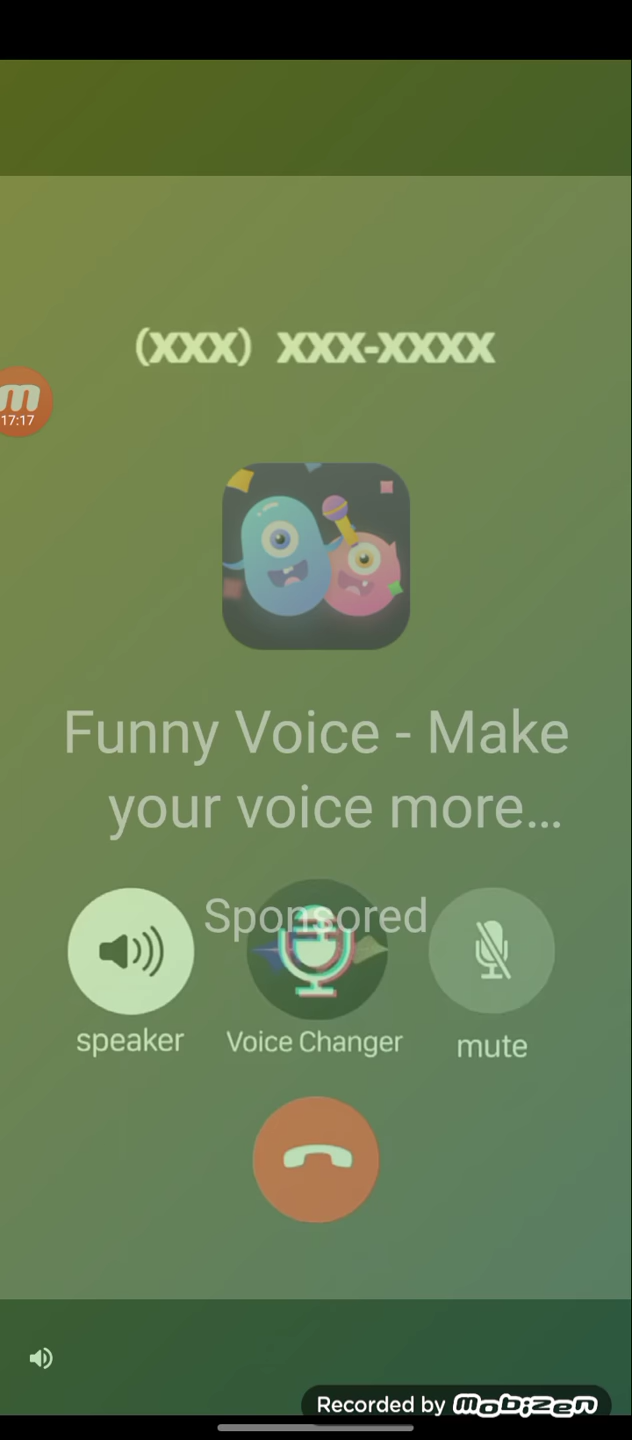 (XXX) XXX-XXXX
m
17:17
Funny Voice - Make
your voice more...
Sponsored
speaker
Voice Changer
mute
Recorded by mobizen